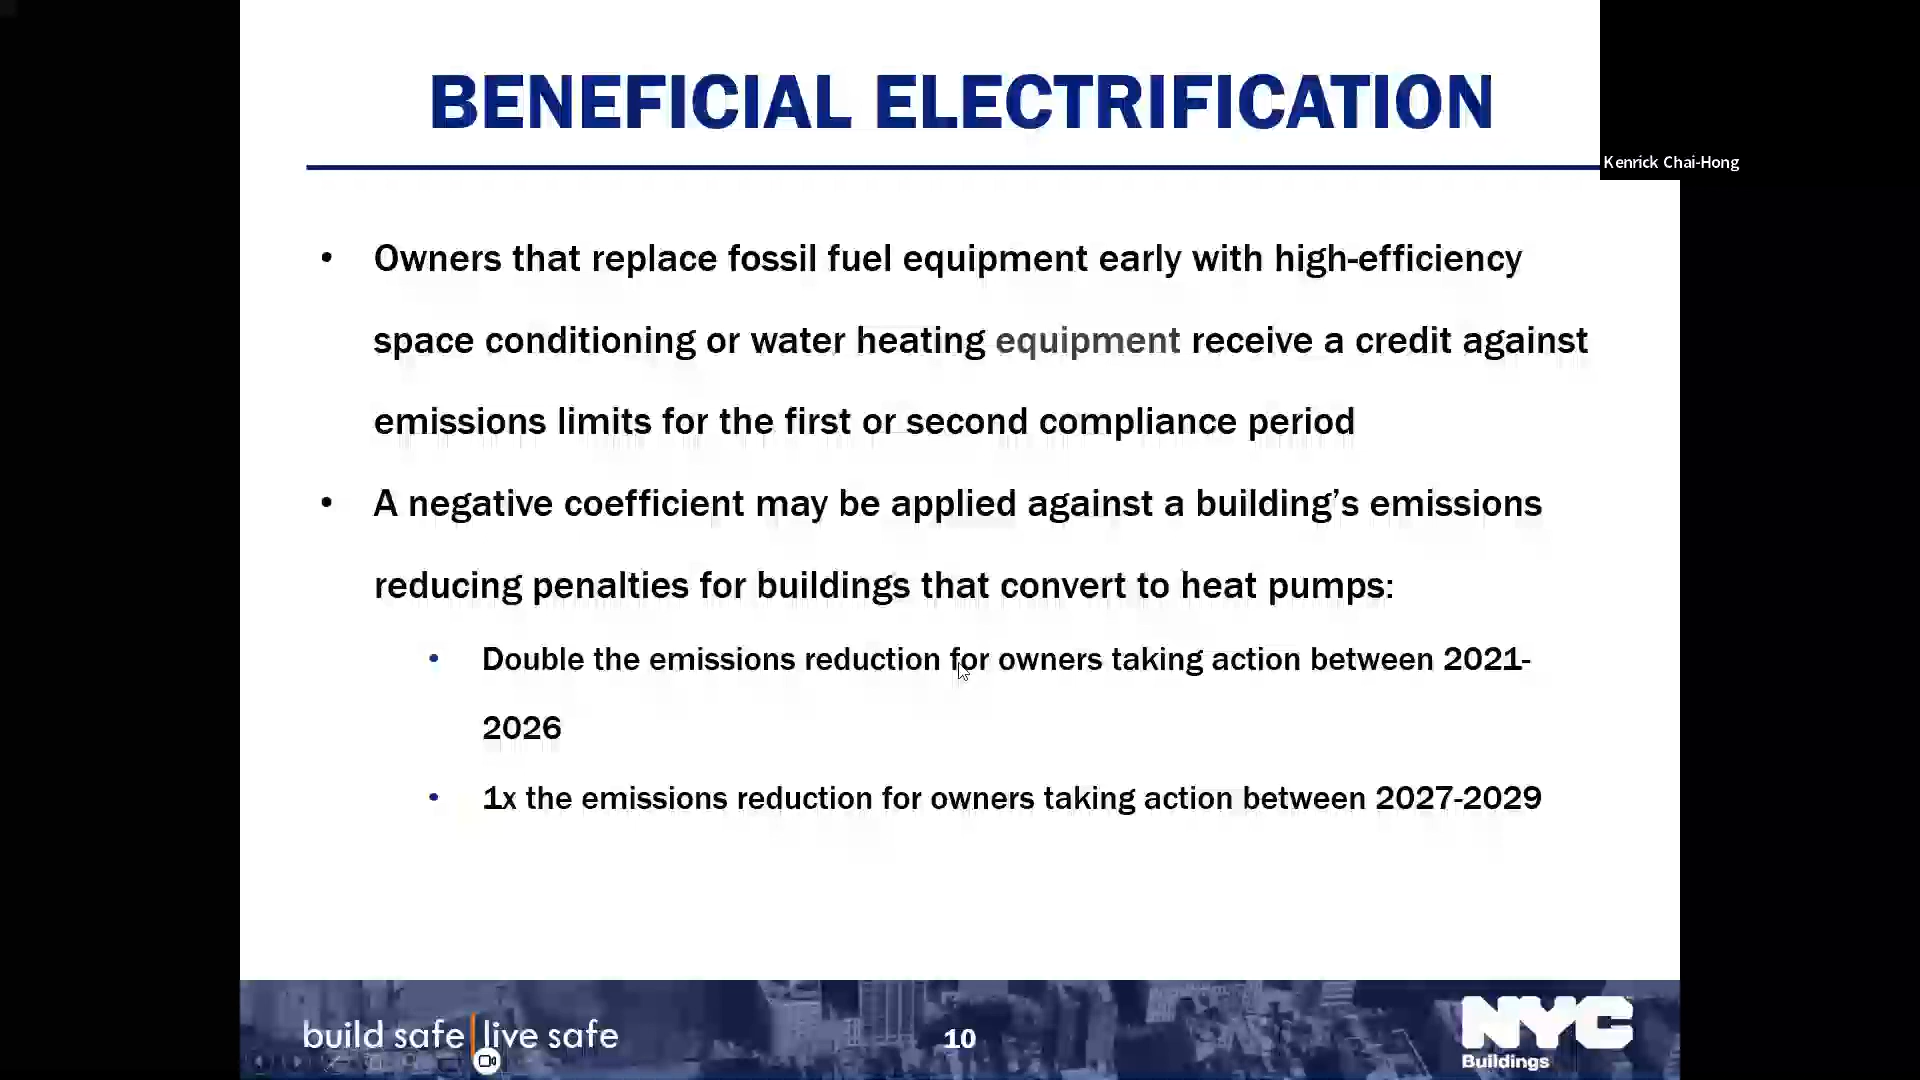 BENEFICIAL ELECTRIFICATION
Kenrick Chai-Hong
• Owners that replace fossil fuel equipment early with high-efficiency
space conditioning or water heating equipment receive a credit against
emissions limits for the first or second compliance period
• A negative coefficient may be applied against a building’s emissions
reducing penalties for buildings that convert to heat pumps:
• Double the emissions reduction for owners taking action between 2021-
2026
• 1x the emissions reduction for owners taking action between 2027-2029
build safe | live safe
10
NYC
Buildings